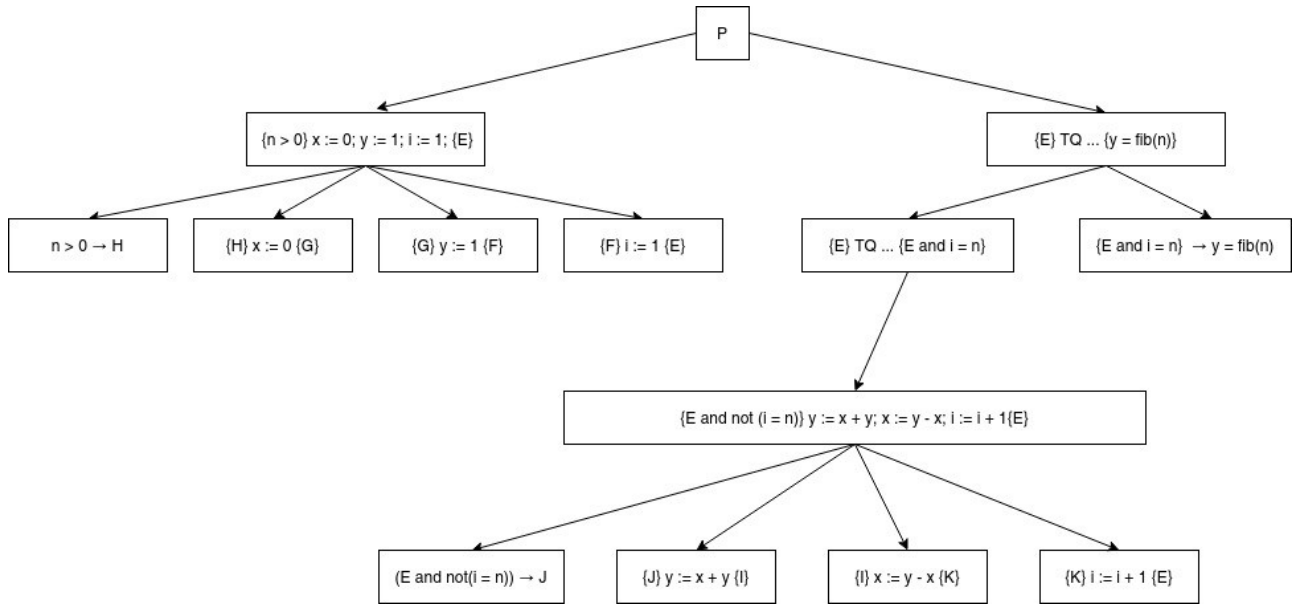 P
{n > 0} x := 0; y := 1; i := 1; {E}
{E} TQ ... {y = fib(n)}
n > 0 → H
{H} x := 0 {G}
{G} y := 1 {F}
{F} i := 1 {E}
{E} TQ ... {E and i = n}
{E and i = n} → y = fib(n)
{E and not (i = n)} y := x + y; x := y - x; i := i + 1{E}
(E and not(i = n)) → J
{J} y := x + y {I}
{I} x := y - x {K}
{K} i := i + 1 {E}